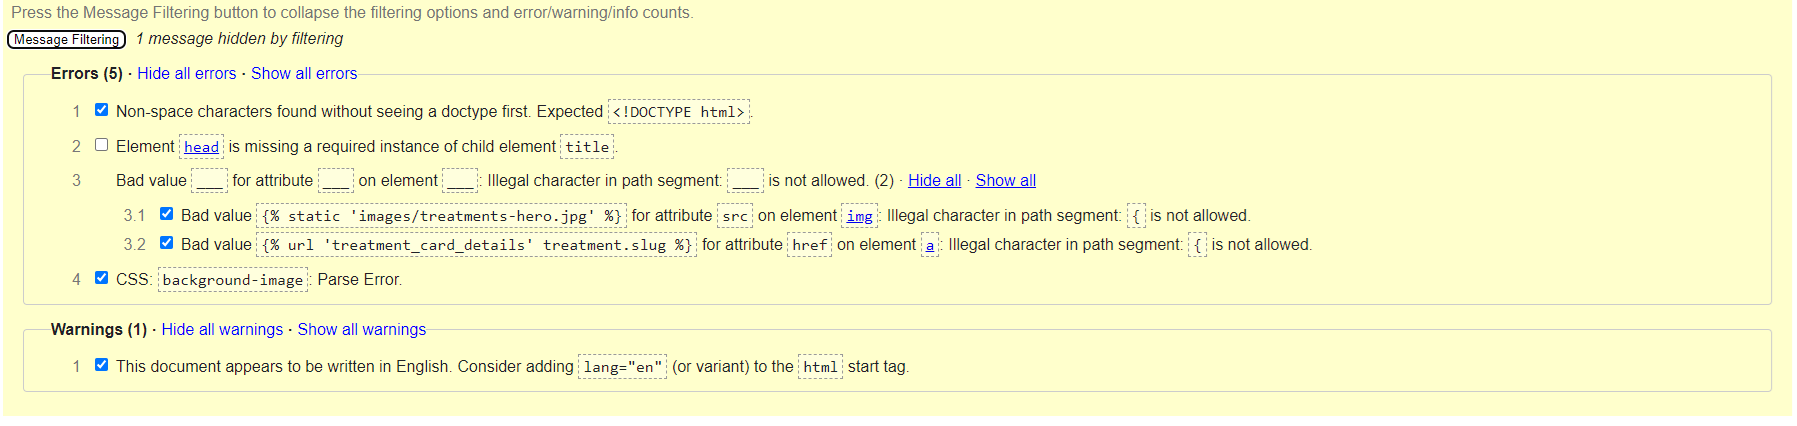 Press the Message Filtering button to collapse the filtering options and error/warning/info counts.
Message Filtering 1 message hidden by filtering
Errors (5) · Hide all errors · Show all errors
1 Non-space characters found without seeing a doctype first. Expected <!DOCTYPE html>.
2 Element head is missing a required instance of child element title.
3 Bad value ___ for attribute ___ on element ___: Illegal character in path segment: ___ is not allowed. (2) · Hide all · Show all
3.1 Bad value {% static 'images/treatments-hero.jpg' %} for attribute src on element img: Illegal character in path segment: { is not allowed.
3.2 Bad value {% url 'treatment_card_details' treatment.slug %} for attribute href on element a: Illegal character in path segment: { is not allowed.
4 CSS: background-image: Parse Error.
Warnings (1) · Hide all warnings · Show all warnings
1 This document appears to be written in English. Consider adding lang="en" (or variant) to the html start tag.